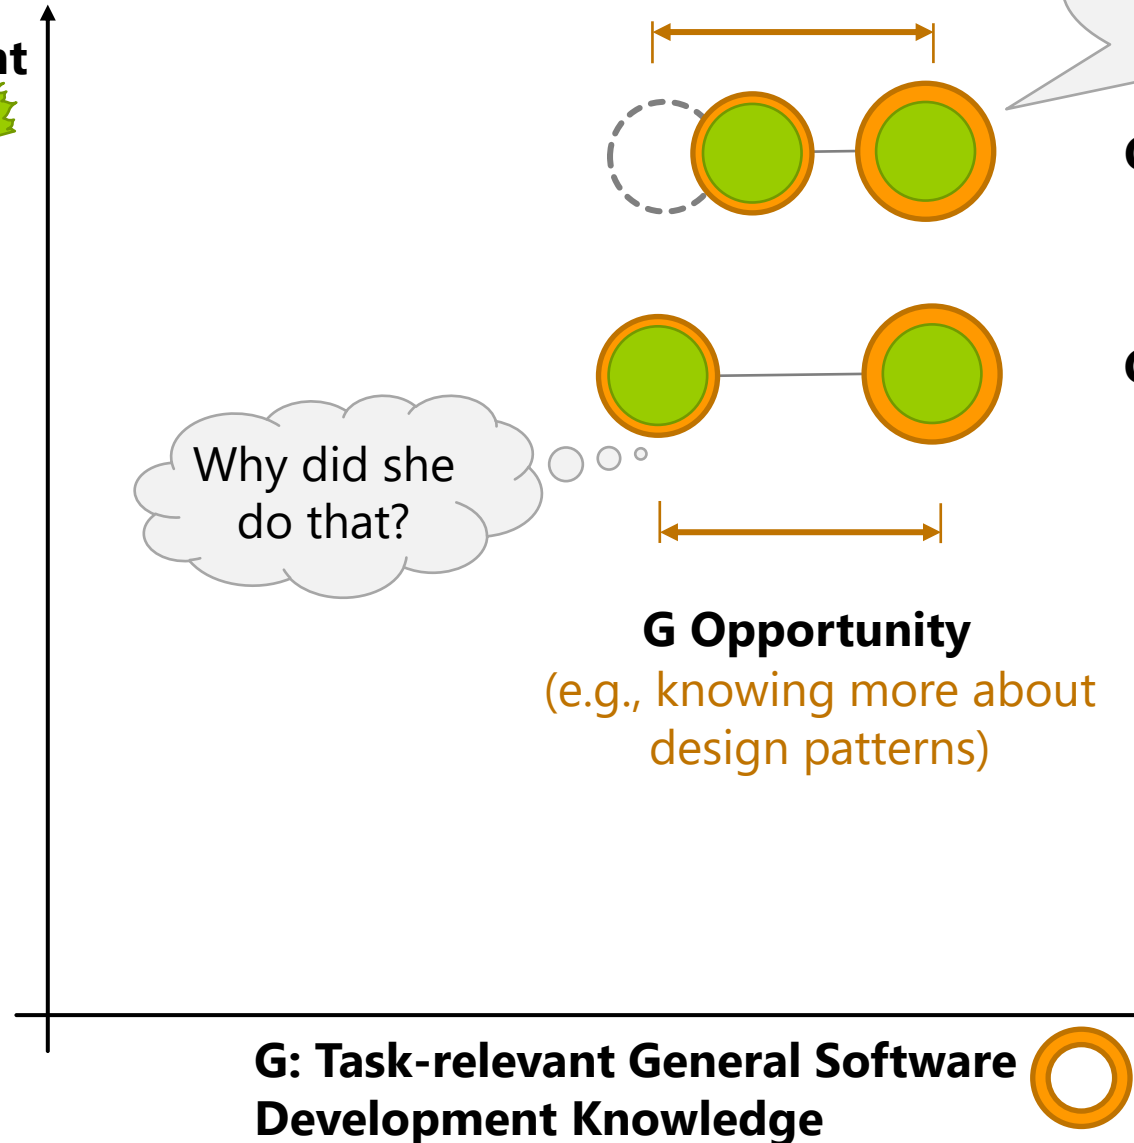 Why did she
do that?
G Opportunity
(e.g., knowing more about
design patterns)
G: Task-relevant General Software
Development Knowledge